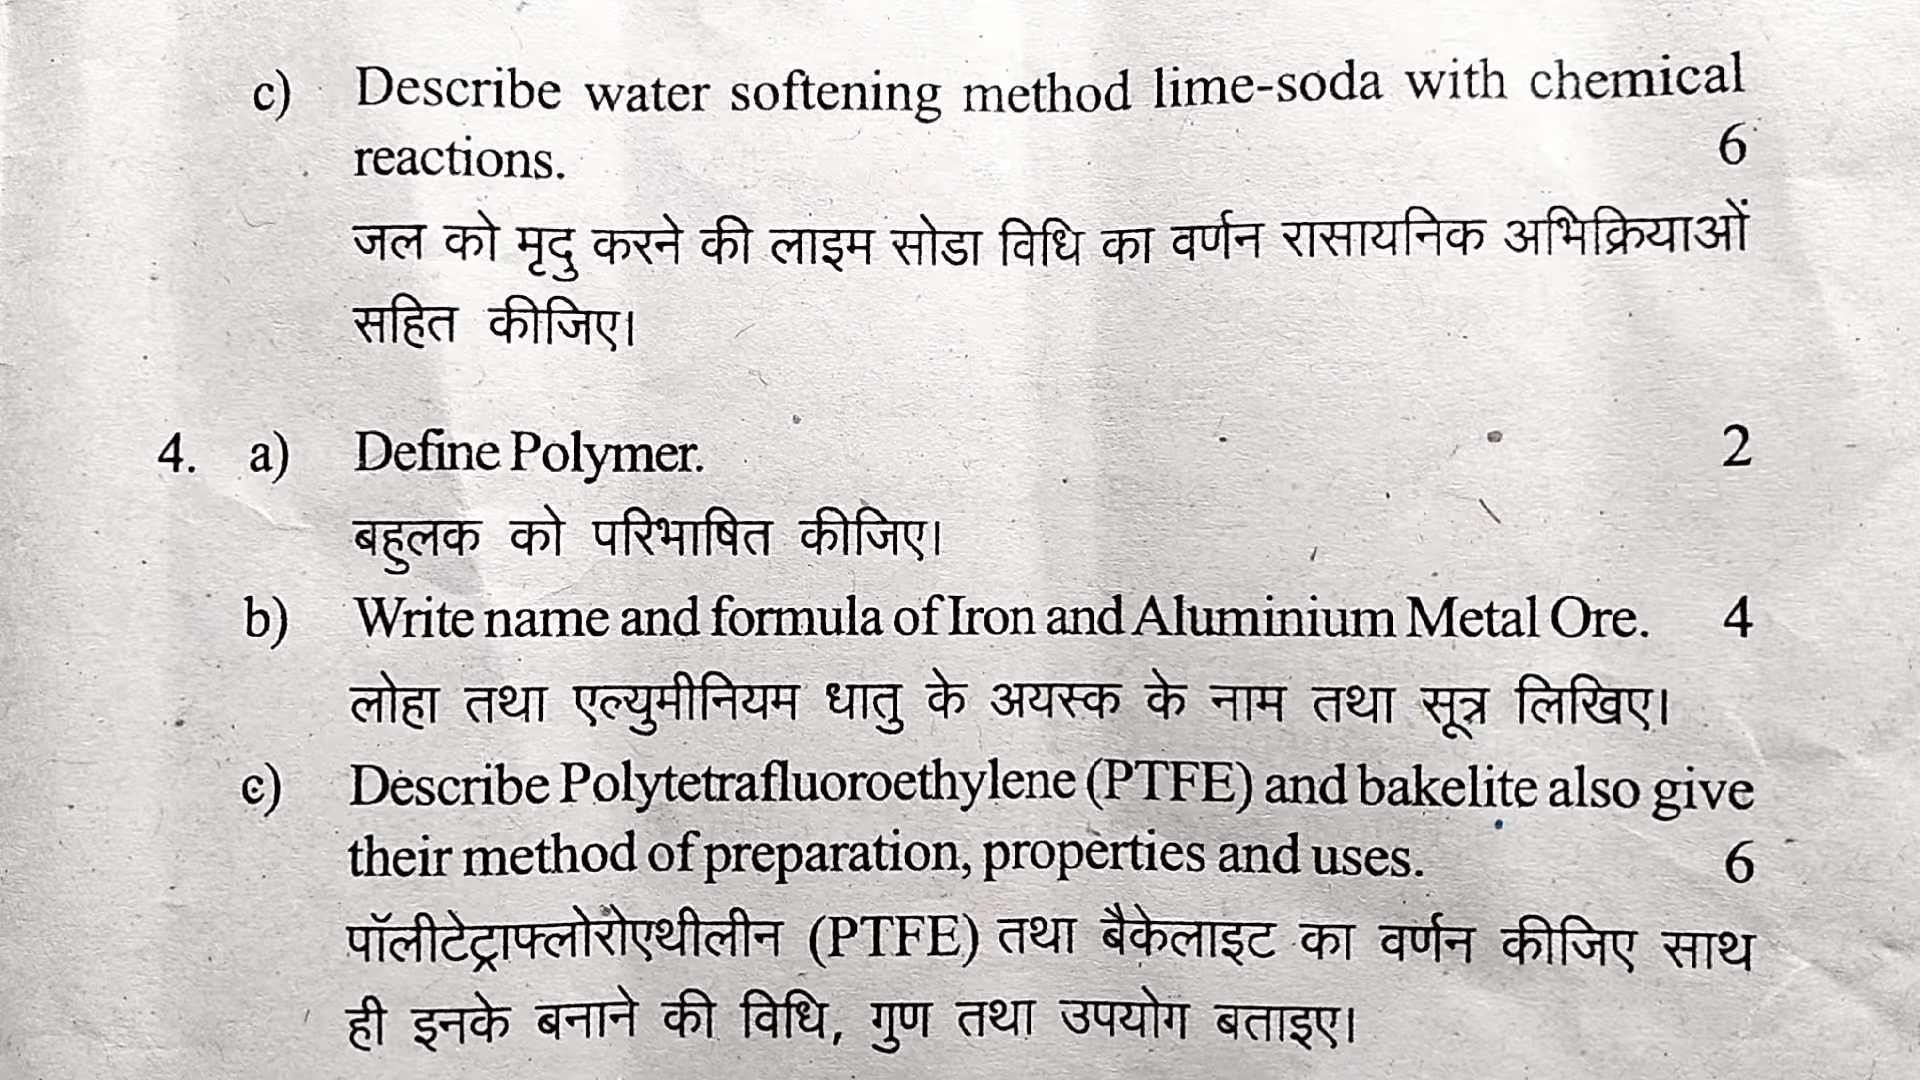 c) Describe water softening method lime-soda with chemical
reactions. 6
जल को मृदु करने की लाइम सोडा विधि का वर्णन रासायनिक अभिक्रियाओं
सहित कीजिए।
4. a) Define Polymer. 2
बहुलक को परिभाषित कीजिए।
b) Write name and formula of Iron and Aluminium Metal Ore. 4
लोहा तथा एल्युमीनियम धातु के अयस्क के नाम तथा सूत्र लिखिए।
c) Describe Polytetrafluoroethylene (PTFE) and bakelite also give
their method of preparation, properties and uses. 6
पॉलीटेट्राफ्लोरोएथीलीन (PTFE) तथा बैकेलाइट का वर्णन कीजिए साथ
ही इनके बनाने की विधि, गुण तथा उपयोग बताइए।